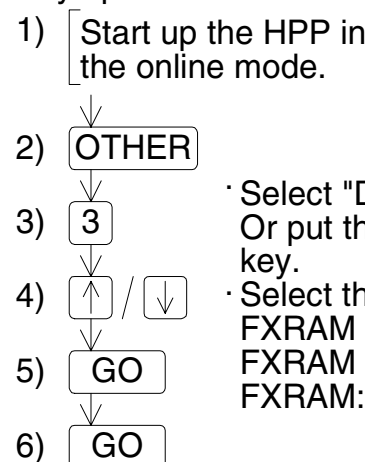 1) Start up the HPP in
the online mode.
2) OTHER
3) 3
· Select "D
Or put th
key.
4) ↑ / ↓
· Select th
FXRAM
FXRAM
FXRAM:
5) GO
6) GO